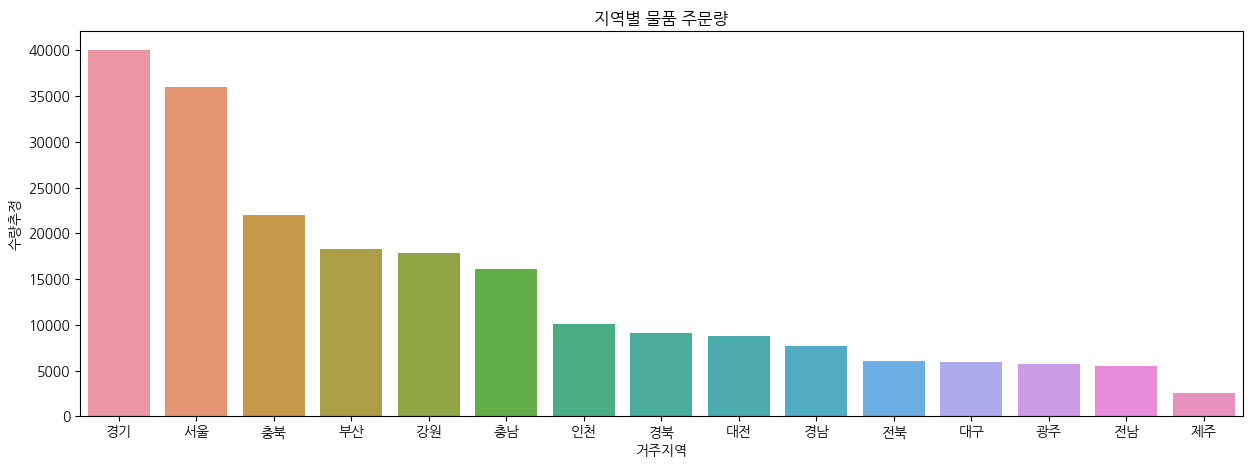 지역별 물품 주문량
40000
35000
30000
25000
20000
15000
10000
5000
0
수량추정
경기 서울 충북 부산 강원 충남 인천 경북 대전 경남 전북 대구 광주 전남 제주
거주지역